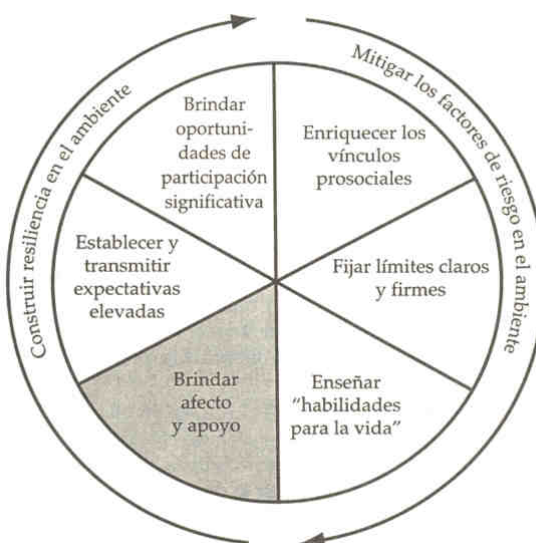 Construir resiliencia en el ambiente
Mitigar los factores de riesgo en el ambiente
Brindar
oportuni-
dades de
participación
significativa
Enriquecer los
vínculos
prosociales
Fijar límites claros
y firmes
Enseñar
"habilidades
para la vida"
Brindar
afecto
y apoyo
Establecer y
transmitir
expectativas
elevadas